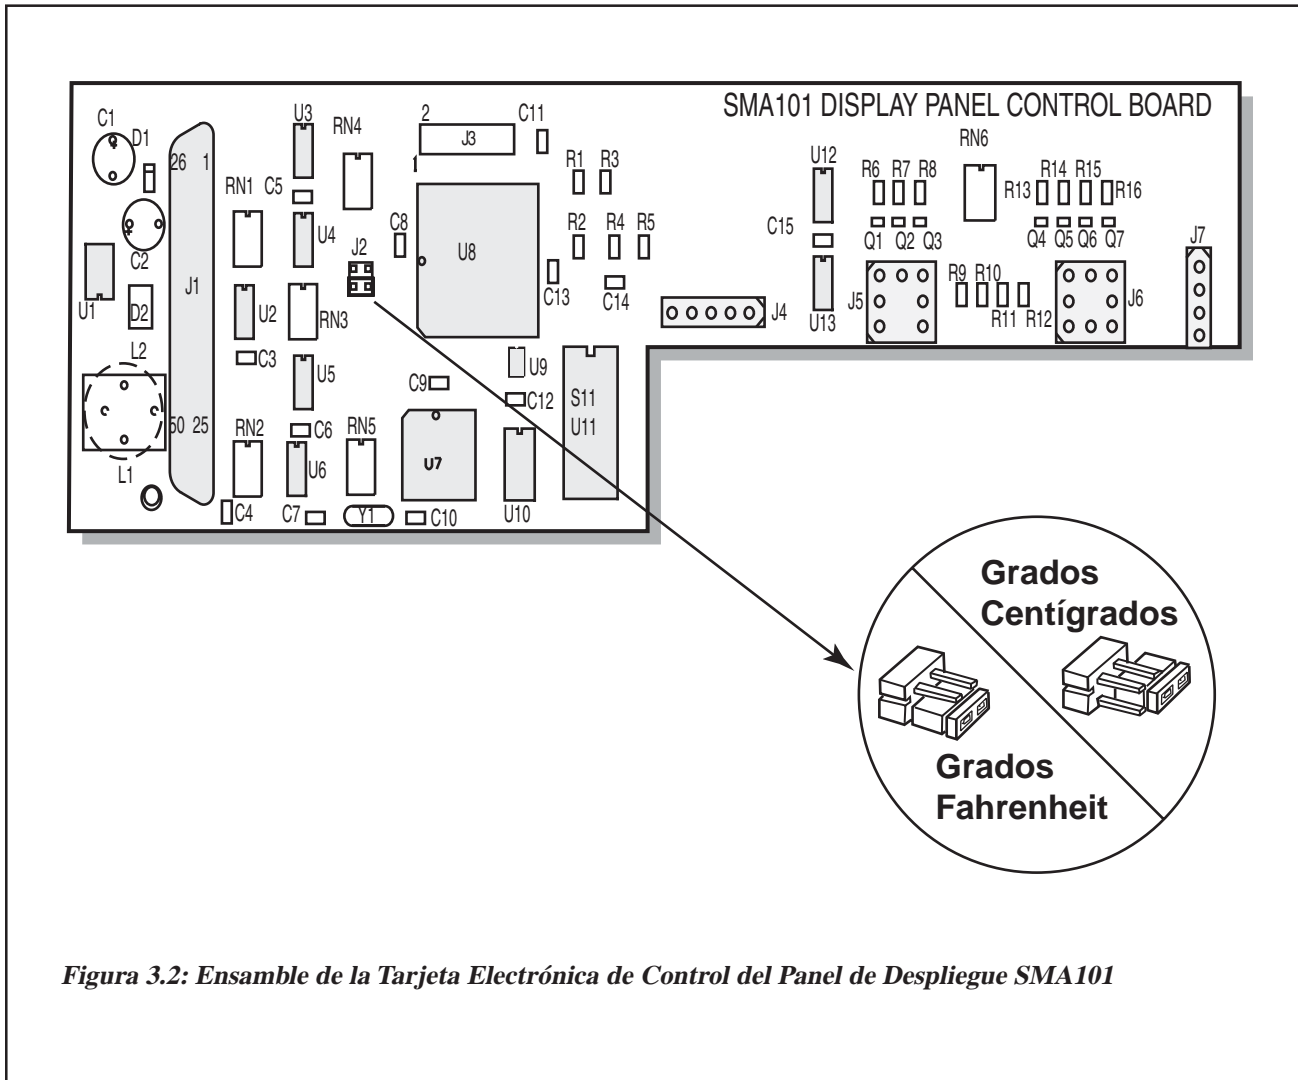 SMA101 DISPLAY PANEL CONTROL BOARD
C1
D1
U3
RN4
2
J3
C11
RN6
26 1
1
R1 R3
U12
R6 R7 R8
R14 R15
R13
R16
RN1
C5
C8
U4
J2
R2 R4 R5
C15
Q1 Q2 Q3
Q4 Q5 Q6 Q7
J7
C2
U8
J1
U1
D2
U2
RN3
C13
C14
J4
U13
J5
R9 R10
R11 R12
J6
L2
C3
U5
C9
U9
C12
S11
U11
50 25
RN2
C6
RN5
U7
L1
U6
C4
C7
Y1
C10
U10
Grados
Centígrados
Grados
Fahrenheit
Figura 3.2: Ensamble de la Tarjeta Electrónica de Control del Panel de Despliegue SMA101